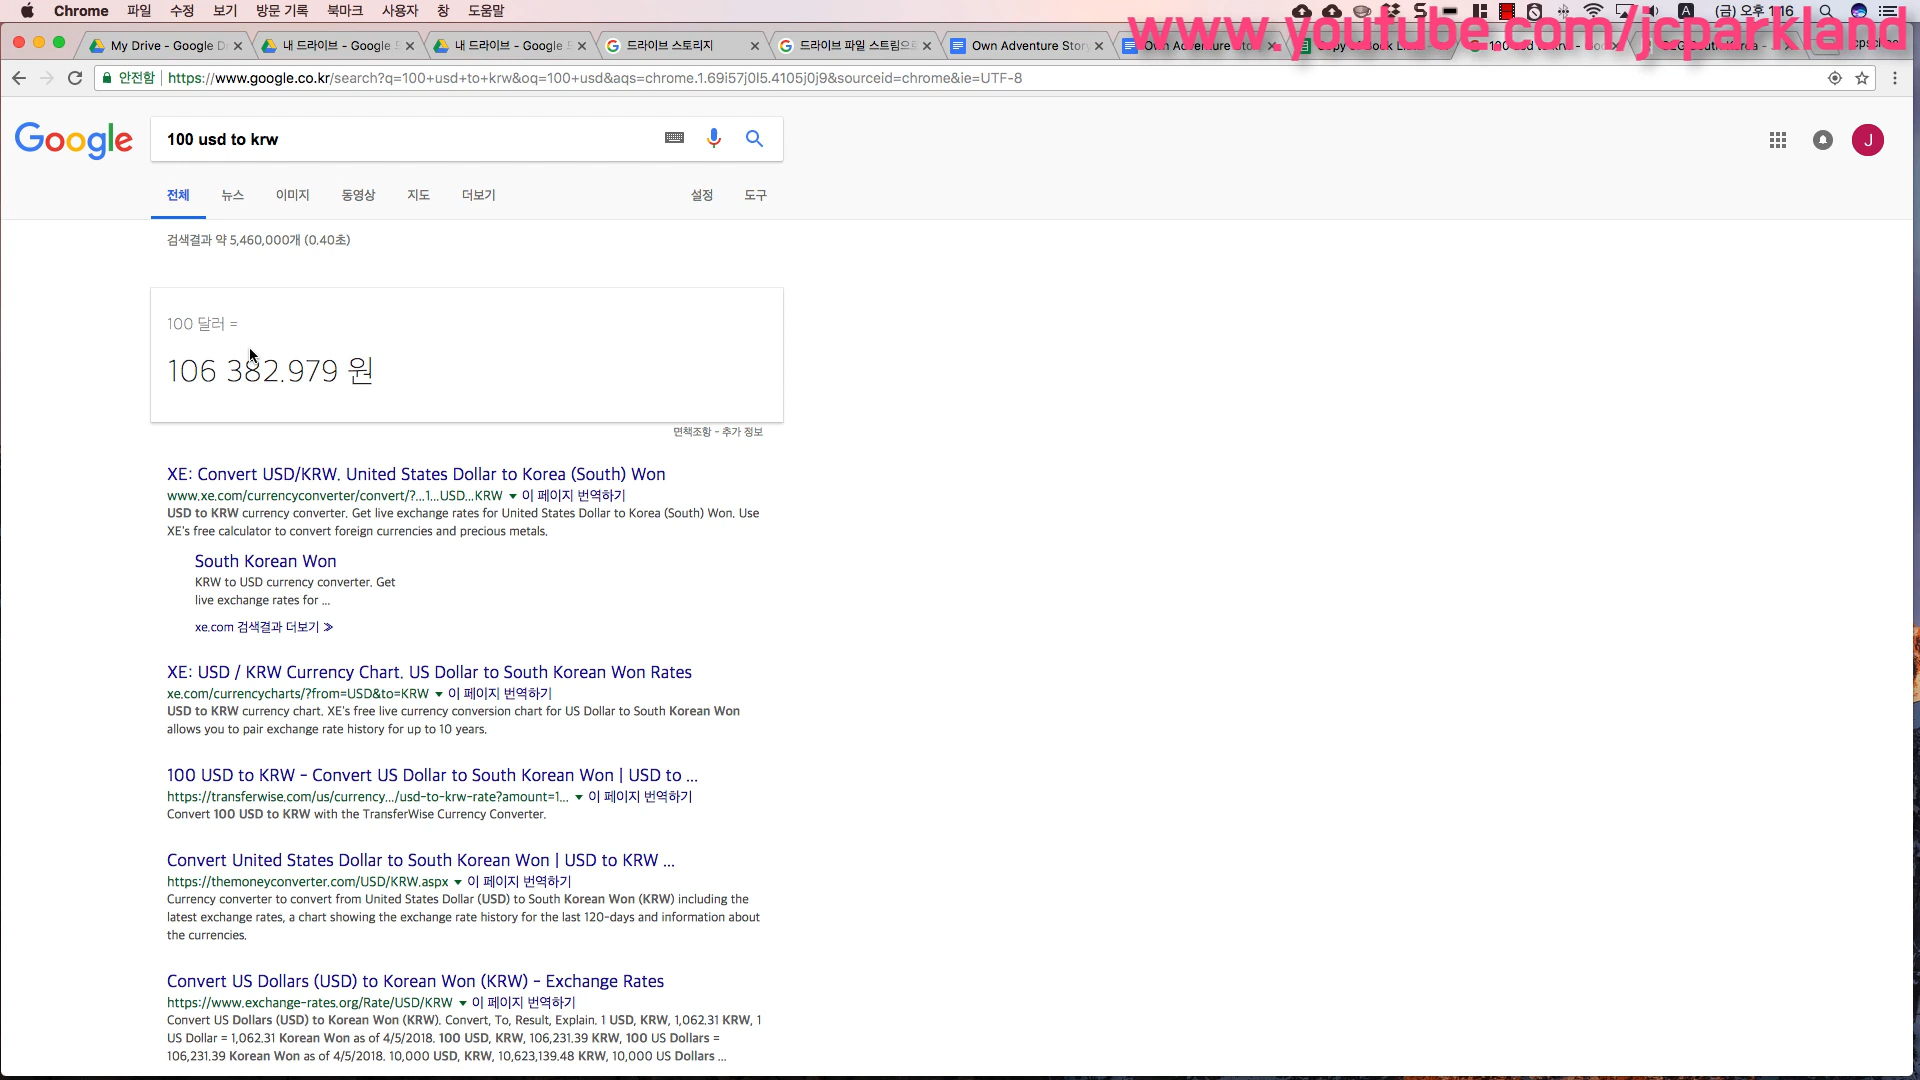 Chrome 파일 수정 보기 방문 기록 북마크 사용자 창 도움말 (금) 오후 1:16
www.youtube.com/jcparkland
My Drive - Google D 내 드라이브 - Google 내 드라이브 - Google 드라이브 스토리지 드라이브 파일 스트림으 Own Adventure Story Own Adventure Sto Copy of Book Li 100 usd to krw - Goo
안전함 https://www.google.co.kr/search?q=100+usd+to+krw&oq=100+usd&aqs=chrome.1.69i57j0l5.4105j0j9&sourceid=chrome&ie=UTF-8
Google 100 usd to krw J
전체 뉴스 이미지 동영상 지도 더보기 설정 도구
검색결과 약 5,460,000개 (0.40초)
100 달러 =
106 382.979 원
면책조항 - 추가 정보
XE: Convert USD/KRW. United States Dollar to Korea (South) Won
www.xe.com/currencyconverter/convert/?...1...USD...KRW 이 페이지 번역하기
USD to KRW currency converter. Get live exchange rates for United States Dollar to Korea (South) Won. Use
XE's free calculator to convert foreign currencies and precious metals.
South Korean Won
KRW to USD currency converter. Get
live exchange rates for ...
xe.com 검색결과 더보기 ≫
XE: USD / KRW Currency Chart. US Dollar to South Korean Won Rates
xe.com/currencycharts/?from=USD&to=KRW 이 페이지 번역하기
USD to KRW currency chart. XE's free live currency conversion chart for US Dollar to South Korean Won
allows you to pair exchange rate history for up to 10 years.
100 USD to KRW - Convert US Dollar to South Korean Won | USD to ...
https://transferwise.com/us/currency.../usd-to-krw-rate?amount=1... 이 페이지 번역하기
Convert 100 USD to KRW with the TransferWise Currency Converter.
Convert United States Dollar to South Korean Won | USD to KRW ...
https://themoneyconverter.com/USD/KRW.aspx 이 페이지 번역하기
Currency converter to convert from United States Dollar (USD) to South Korean Won (KRW) including the
latest exchange rates, a chart showing the exchange rate history for the last 120-days and information about
the currencies.
Convert US Dollars (USD) to Korean Won (KRW) - Exchange Rates
https://www.exchange-rates.org/Rate/USD/KRW 이 페이지 번역하기
Convert US Dollars (USD) to Korean Won (KRW). Convert, To, Result, Explain. 1 USD, KRW, 1,062.31 KRW, 1
US Dollar = 1,062.31 Korean Won as of 4/5/2018. 100 USD, KRW, 106,231.39 KRW, 100 US Dollars =
106,231.39 Korean Won as of 4/5/2018. 10,000 USD, KRW, 10,623,139.48 KRW, 10,000 US Dollars ...